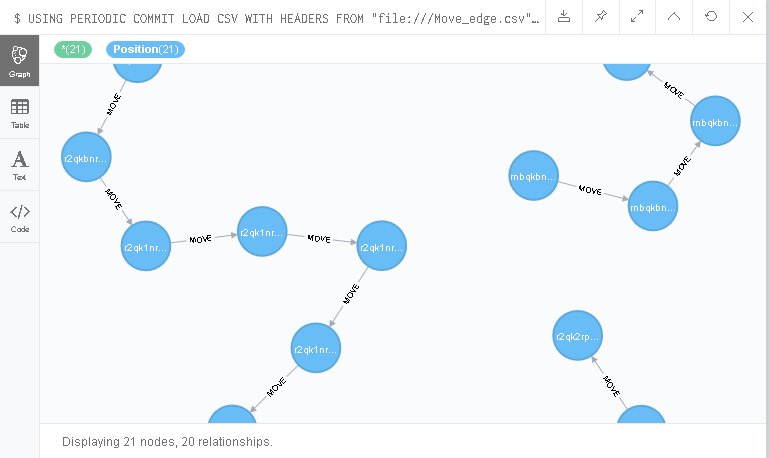 $ USING PERIODIC COMMIT LOAD CSV WITH HEADERS FROM "file:///Move_edge.csv"…
*(21) Position(21)
Graph
Table
Text
Code
MOVE
r2qkbnr…
MOVE
r2qk1nr…
MOVE
r2qk1nr…
MOVE
r2qk1nr…
MOVE
r2qk1nr…
MOVE
MOVE
rnbqkbn…
MOVE
rnbqkbn…
MOVE
rnbqkbn…
r2qk2rp…
MOVE
Displaying 21 nodes, 20 relationships.